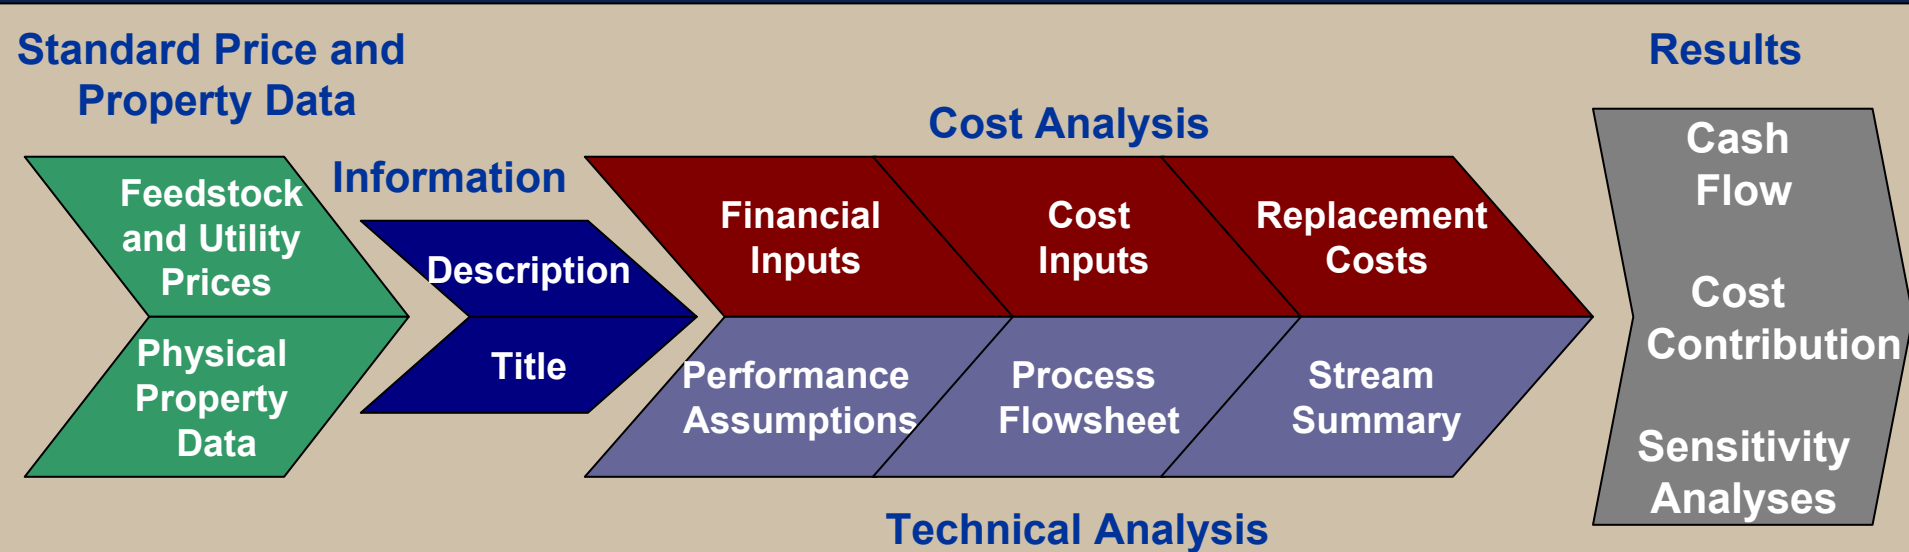 Standard Price and
Property Data
Feedstock
and Utility
Prices
Physical
Property
Data
Information
Description
Title
Cost Analysis
Financial
Inputs
Cost
Inputs
Replacement
Costs
Performance
Assumptions
Process
Flowsheet
Stream
Summary
Technical Analysis
Results
Cash
Flow
Cost
Contribution
Sensitivity
Analyses